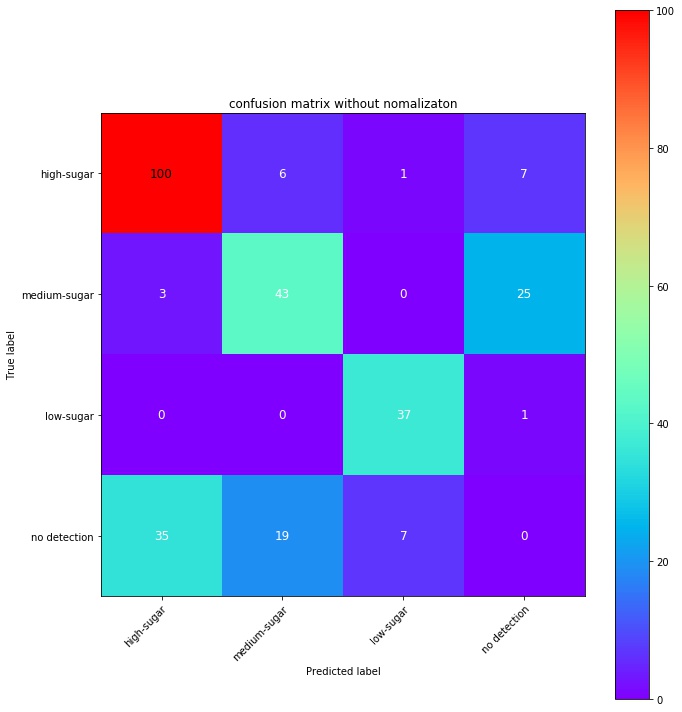 confusion matrix without nomalizaton
True label
high-sugar 100 6 1 7
medium-sugar 3 43 0 25
low-sugar 0 0 37 1
no detection 35 19 7 0
high-sugar medium-sugar low-sugar no detection
Predicted label
100
80
60
40
20
0